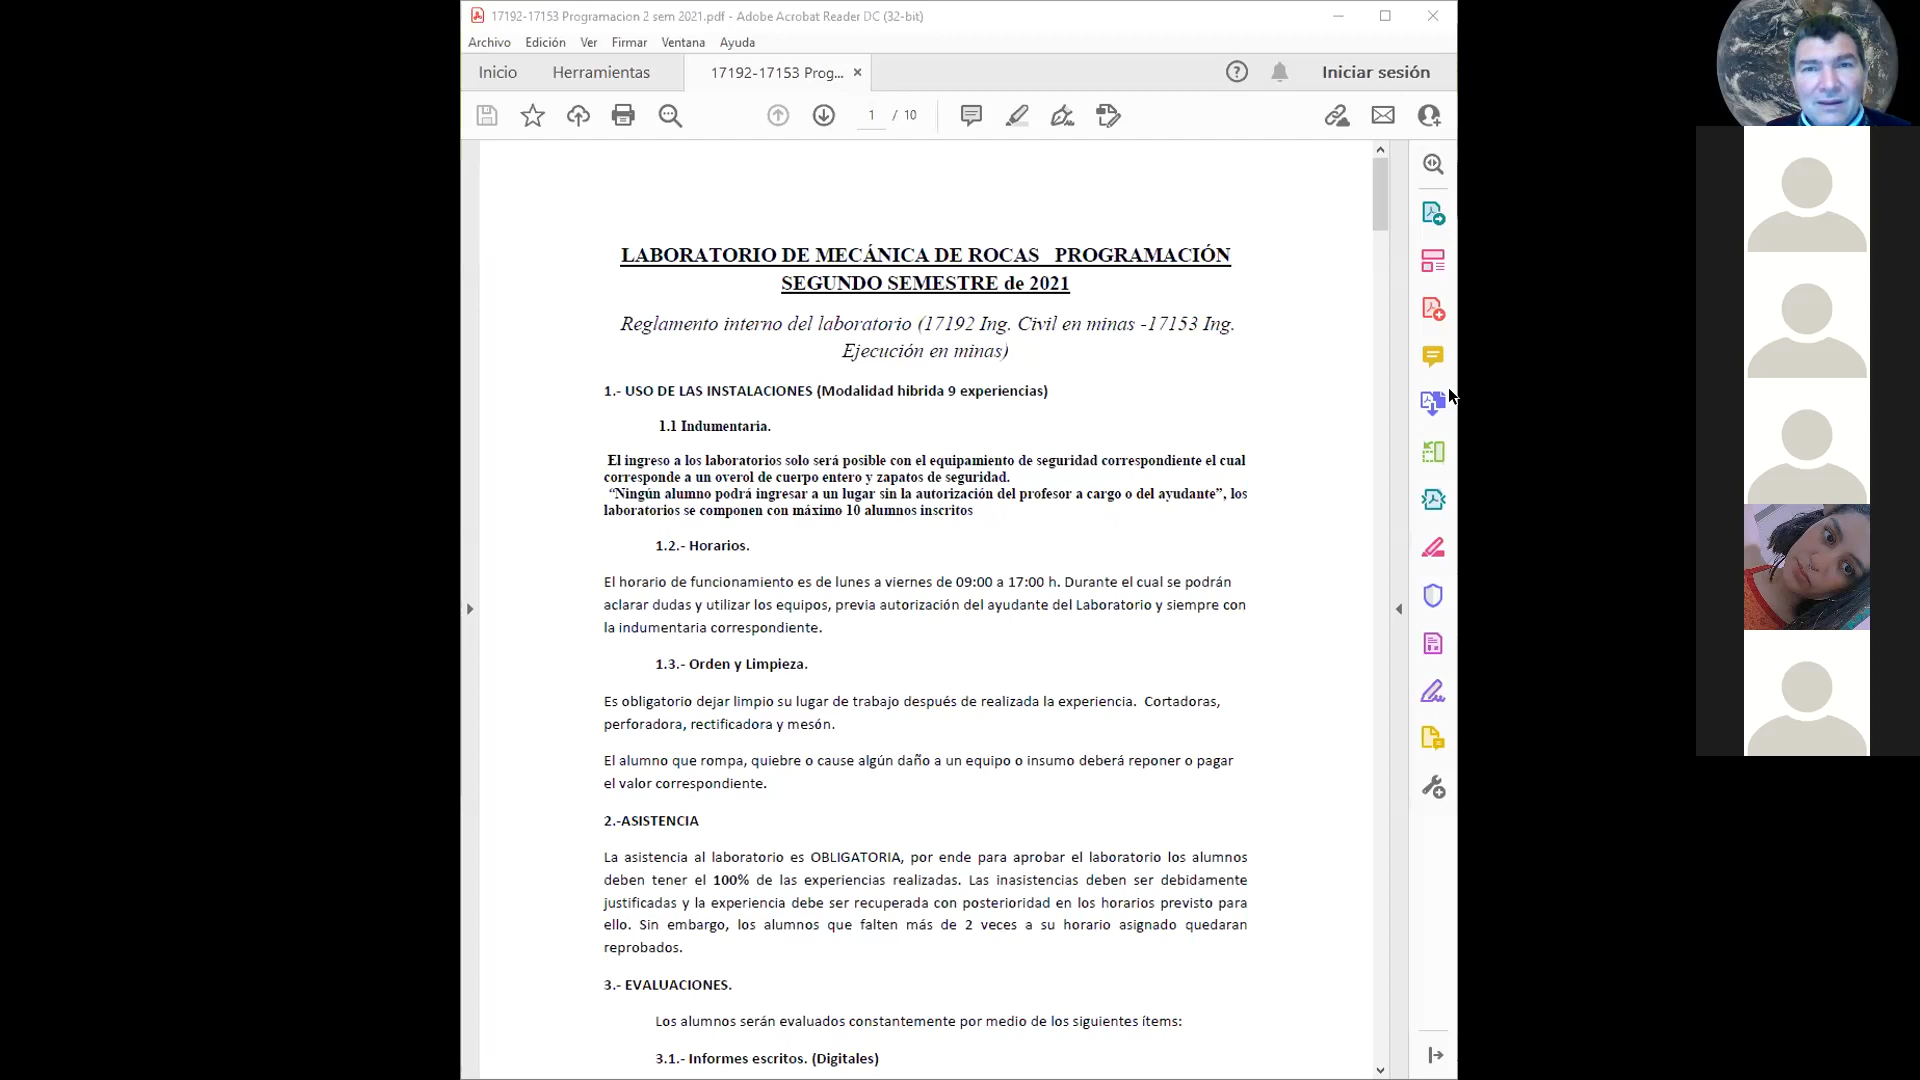 17192-17153 Programacion 2 sem 2021.pdf - Adobe Acrobat Reader DC (32-bit)
Archivo Edición Ver Firmar Ventana Ayuda
Inicio Herramientas 17192-17153 Prog... × Iniciar sesión
1 / 10
LABORATORIO DE MECÁNICA DE ROCAS PROGRAMACIÓN
SEGUNDO SEMESTRE de 2021
Reglamento interno del laboratorio (17192 Ing. Civil en minas -17153 Ing.
Ejecución en minas)
1.- USO DE LAS INSTALACIONES (Modalidad hibrida 9 experiencias)
1.1 Indumentaria.
El ingreso a los laboratorios solo será posible con el equipamiento de seguridad correspondiente el cual
corresponde a un overol de cuerpo entero y zapatos de seguridad.
“Ningún alumno podrá ingresar a un lugar sin la autorización del profesor a cargo o del ayudante”, los
laboratorios se componen con máximo 10 alumnos inscritos
1.2.- Horarios.
El horario de funcionamiento es de lunes a viernes de 09:00 a 17:00 h. Durante el cual se podrán
aclarar dudas y utilizar los equipos, previa autorización del ayudante del Laboratorio y siempre con
la indumentaria correspondiente.
1.3.- Orden y Limpieza.
Es obligatorio dejar limpio su lugar de trabajo después de realizada la experiencia. Cortadoras,
perforadora, rectificadora y mesón.
El alumno que rompa, quiebre o cause algún daño a un equipo o insumo deberá reponer o pagar
el valor correspondiente.
2.-ASISTENCIA
La asistencia al laboratorio es OBLIGATORIA, por ende para aprobar el laboratorio los alumnos
deben tener el 100% de las experiencias realizadas. Las inasistencias deben ser debidamente
justificadas y la experiencia debe ser recuperada con posterioridad en los horarios previsto para
ello. Sin embargo, los alumnos que falten más de 2 veces a su horario asignado quedaran
reprobados.
3.- EVALUACIONES.
Los alumnos serán evaluados constantemente por medio de los siguientes ítems:
3.1.- Informes escritos. (Digitales)